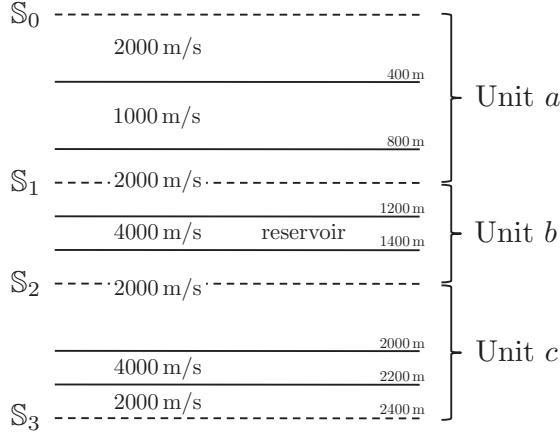 𝕊0
2000 m/s
400 m
1000 m/s
Unit a
800 m
𝕊1
2000 m/s
1200 m
4000 m/s reservoir
Unit b
1400 m
𝕊2
2000 m/s
2000 m
4000 m/s
Unit c
2200 m
2000 m/s
2400 m
𝕊3